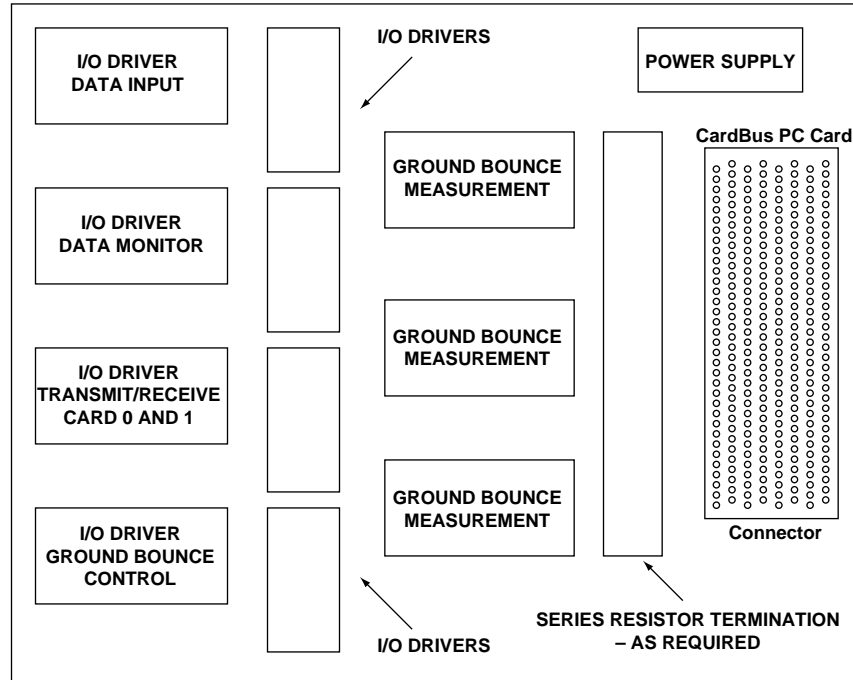 I/O DRIVER
DATA INPUT
I/O DRIVERS
POWER SUPPLY
CardBus PC Card
GROUND BOUNCE
MEASUREMENT
I/O DRIVER
DATA MONITOR
GROUND BOUNCE
MEASUREMENT
I/O DRIVER
TRANSMIT/RECEIVE
CARD 0 AND 1
GROUND BOUNCE
MEASUREMENT
I/O DRIVER
GROUND BOUNCE
CONTROL
Connector
I/O DRIVERS
SERIES RESISTOR TERMINATION
– AS REQUIRED